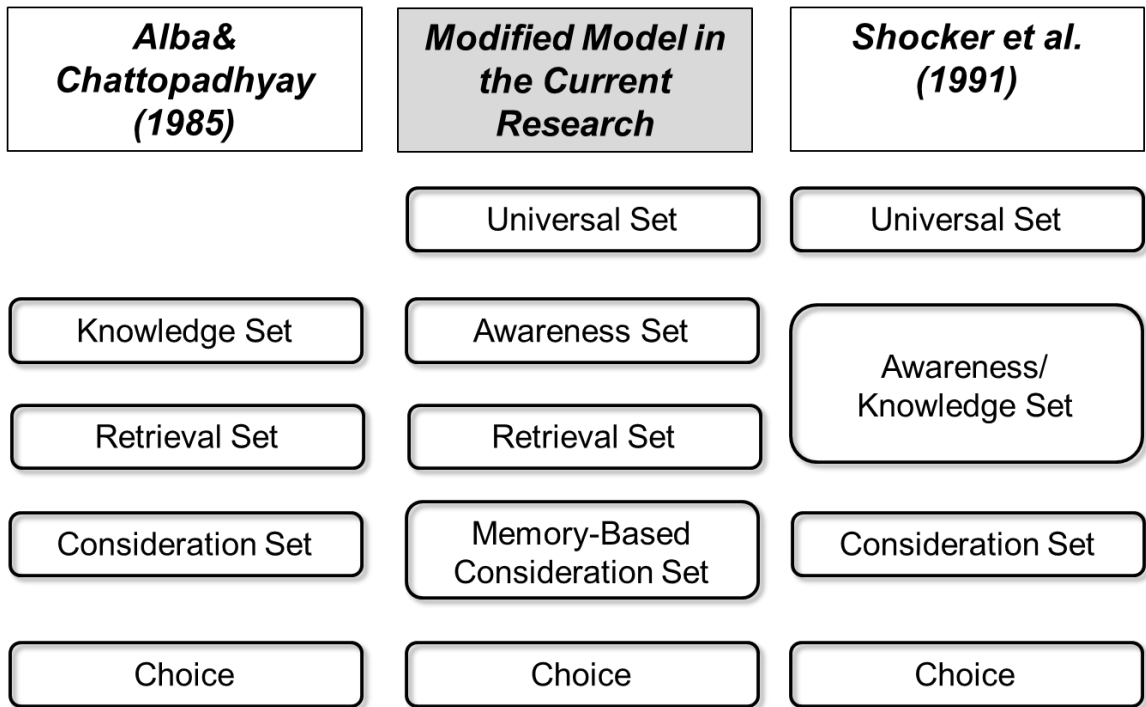 Alba&
Chattopadhyay
(1985)
Modified Model in
the Current
Research
Shocker et al.
(1991)
Universal Set
Universal Set
Knowledge Set
Awareness Set
Awareness/
Knowledge Set
Retrieval Set
Retrieval Set
Consideration Set
Memory-Based
Consideration Set
Consideration Set
Choice
Choice
Choice